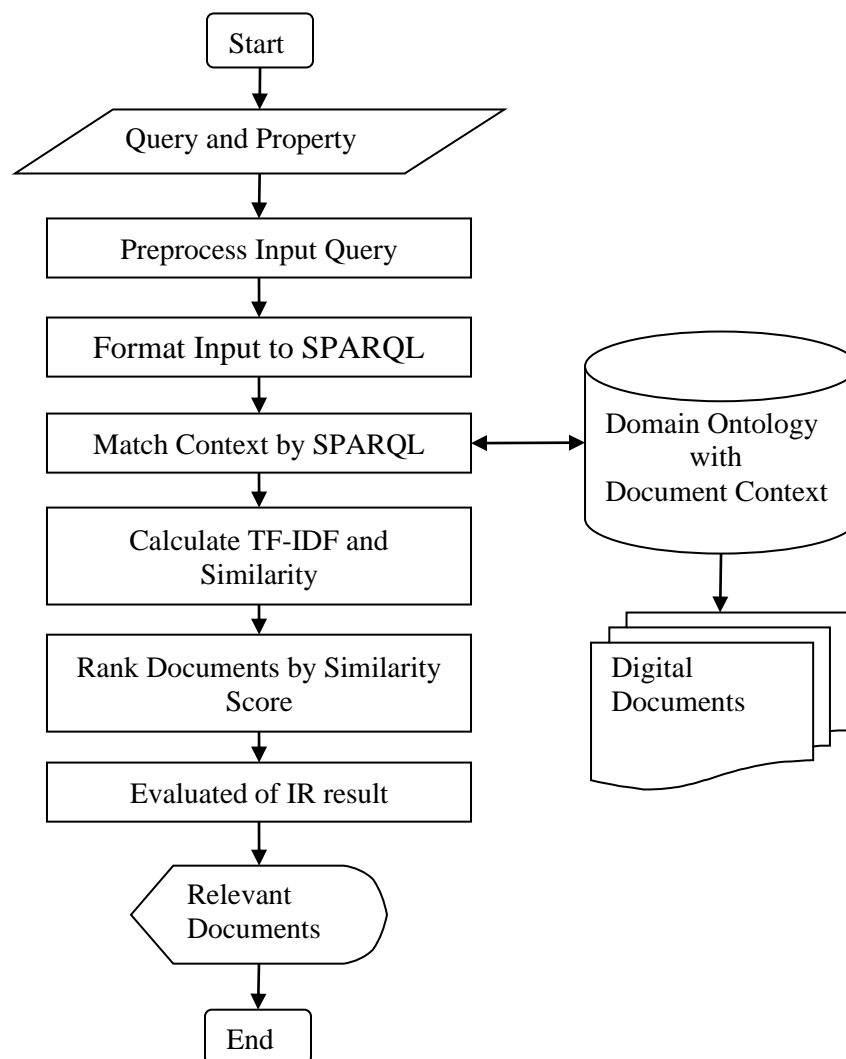 Start
Query and Property
Preprocess Input Query
Format Input to SPARQL
Match Context by SPARQL
Domain Ontology
with
Document Context
Calculate TF-IDF and
Similarity
Rank Documents by Similarity
Score
Digital
Documents
Evaluated of IR result
Relevant
Documents
End